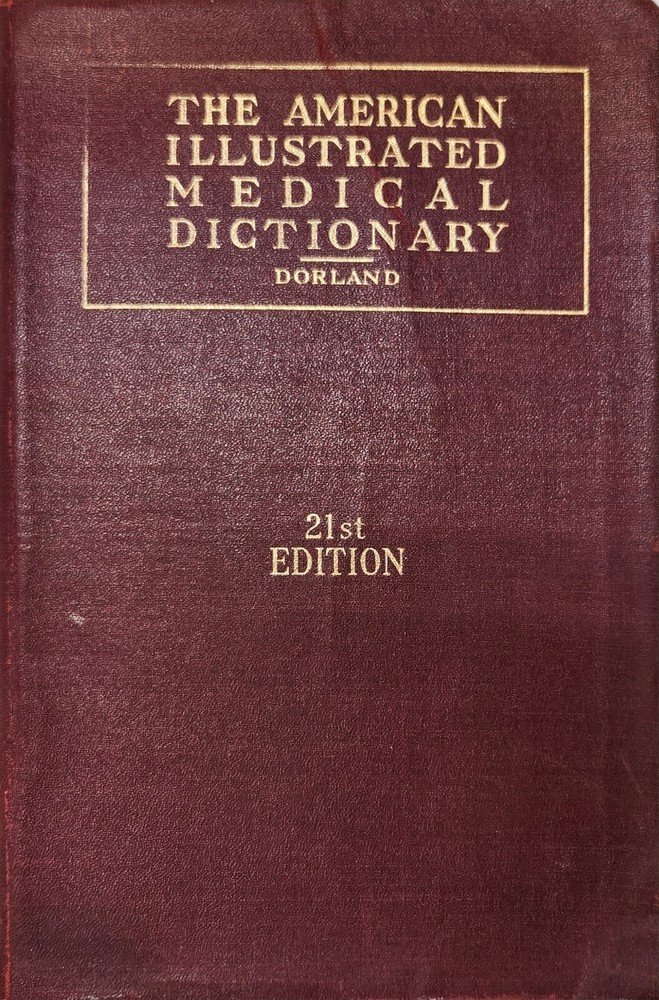 THE AMERICAN
ILLUSTRATED
MEDICAL
DICTIONARY
DORLAND
21st
EDITION